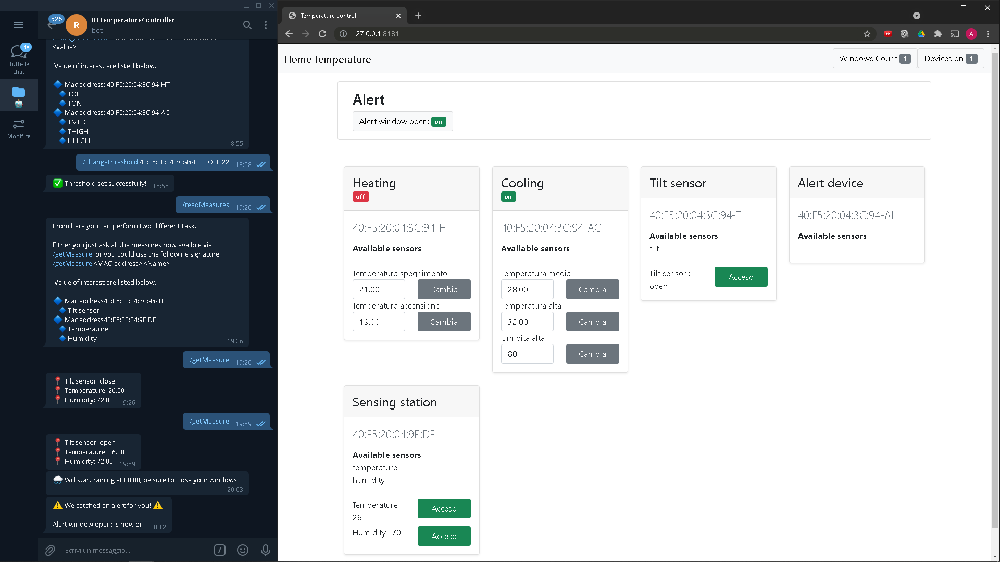 526
R
RTTemperatureController
bot
38
Tutte le
chat
Modifica
<value>
Value of interest are listed below.
Mac address: 40:F5:20:04:3C:94-HT
TOFF
TON
Mac address: 40:F5:20:04:3C:94-AC
TMED
THIGH
HHIGH
18:55
/changethreshold 40:F5:20:04:3C:94-HT TOFF 22 18:58
Threshold set successfully! 18:58
/readMeasures 19:26
From here you can perform two different task.
Either you just ask all the measures now availble via
/getMeasure, or you could use the following signature!
/getMeasure <MAC-address> <Name>
Value of interest are listed below.
Mac address40:F5:20:04:3C:94-TL
Tilt sensor
Mac address40:F5:20:04:9E:DE
Temperature
Humidity
19:26
/getMeasure 19:26
Tilt sensor: close
Temperature: 26.00
Humidity: 72.00 19:26
/getMeasure 19:59
Tilt sensor: open
Temperature: 26.00
Humidity: 72.00 19:59
Will start raining at 00:00, be sure to close your windows.
20:03
We catched an alert for you!
Alert window open: is now on 20:12
Scrivi un messaggio...
Temperature control
127.0.0.1:8181
A
Home Temperature
Windows Count 1
Devices on 1
Alert
Alert window open: on
Heating
off
40:F5:20:04:3C:94-HT
Available sensors
Temperatura spegnimento
21.00 Cambia
Temperatura accensione
19.00 Cambia
Cooling
on
40:F5:20:04:3C:94-AC
Available sensors
Temperatura media
28.00 Cambia
Temperatura alta
32.00 Cambia
Umidità alta
80 Cambia
Tilt sensor
40:F5:20:04:3C:94-TL
Available sensors
tilt
Tilt sensor :
open
Acceso
Alert device
40:F5:20:04:3C:94-AL
Available sensors
Sensing station
40:F5:20:04:9E:DE
Available sensors
temperature
humidity
Temperature :
26
Acceso
Humidity : 70
Acceso